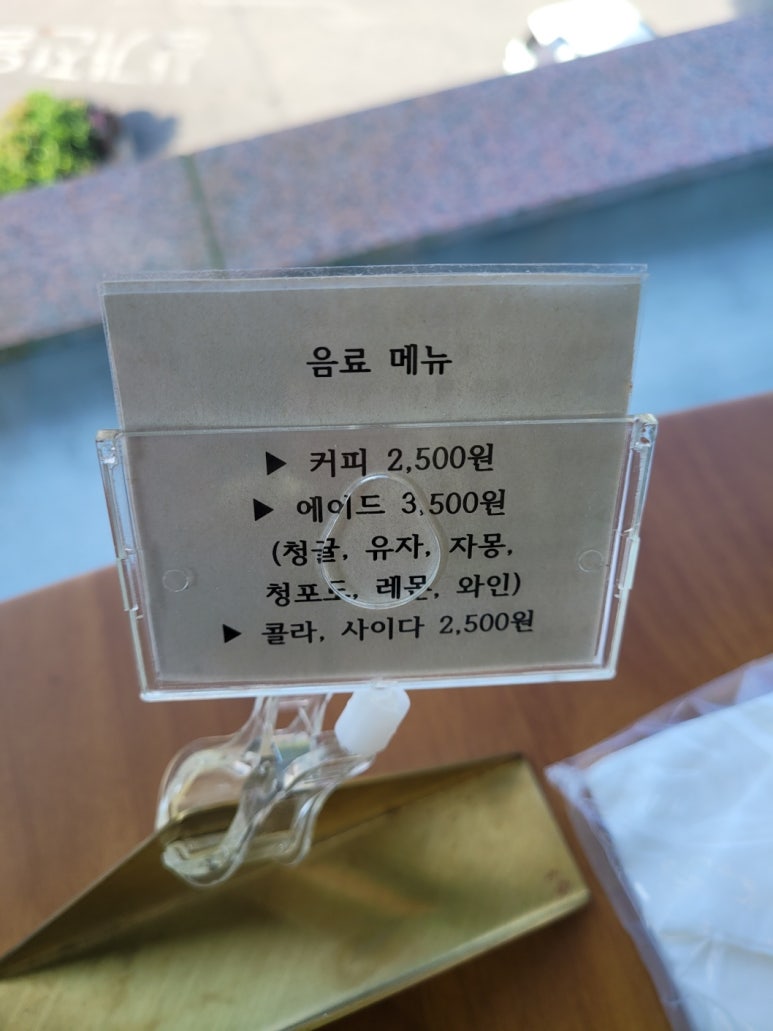 음료 메뉴
▶ 커피 2,500원
▶ 에이드 3,500원
(청귤, 유자, 자몽,
청포도, 레몬, 와인)
▶ 콜라, 사이다 2,500원